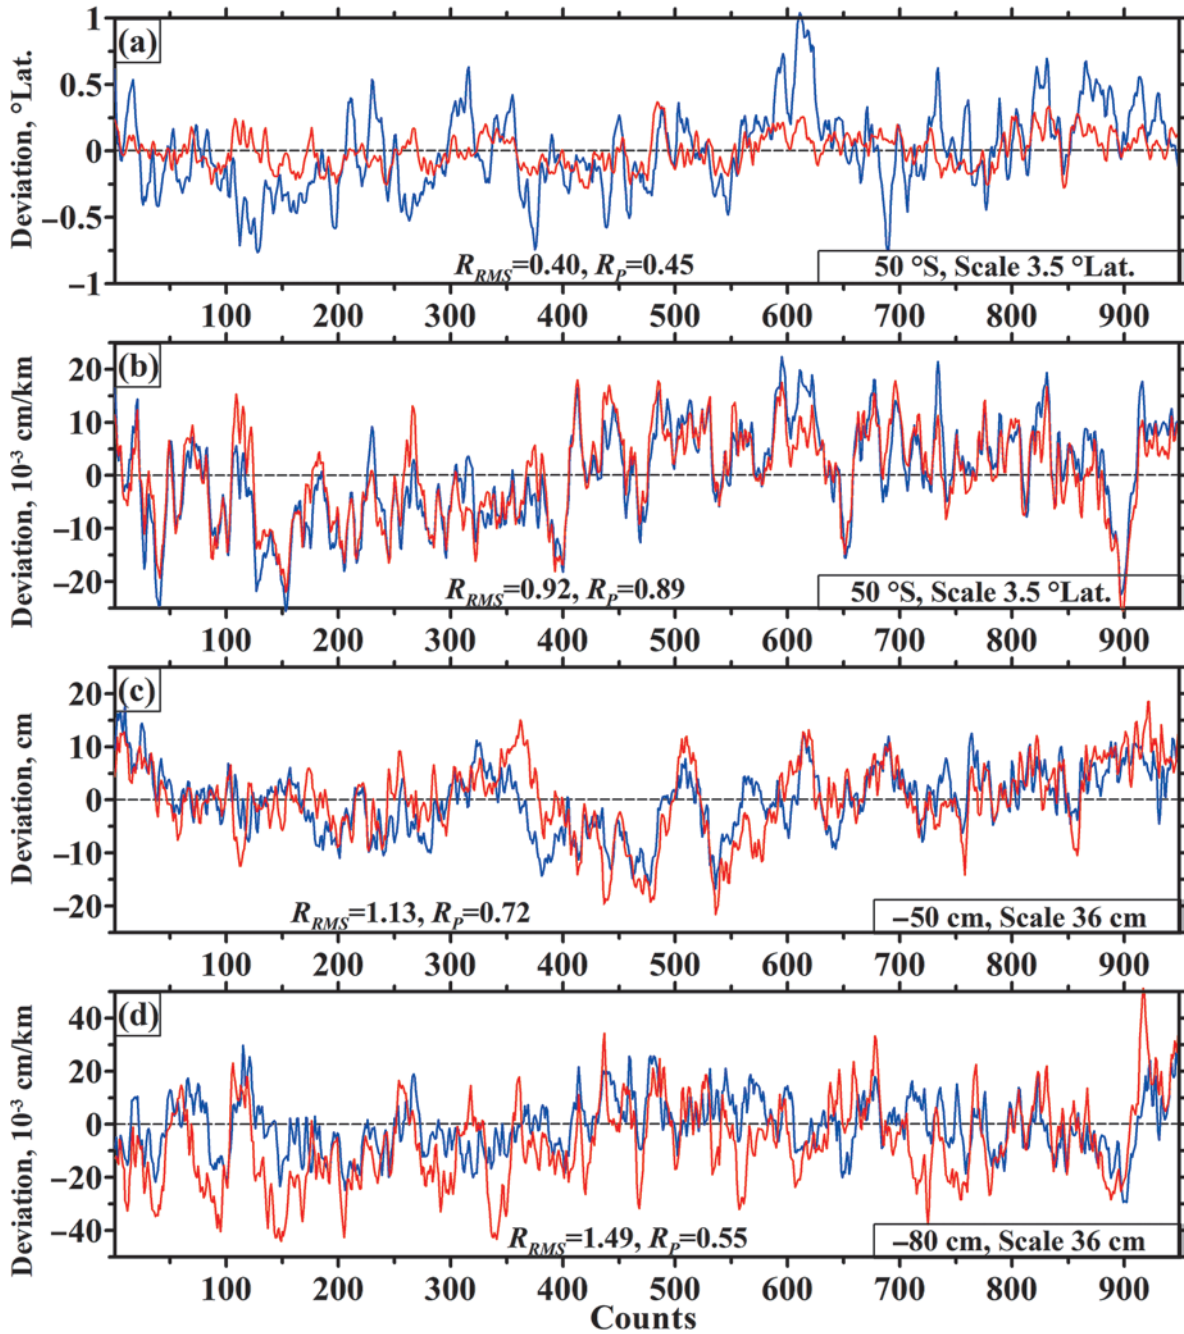 (a)
Deviation, °Lat.
1
0.5
0
−0.5
−1
R_RMS=0.40, R_P=0.45
50 °S, Scale 3.5 °Lat.
100 200 300 400 500 600 700 800 900
(b)
Deviation, 10⁻³ cm/km
20
10
0
−10
−20
R_RMS=0.92, R_P=0.89
50 °S, Scale 3.5 °Lat.
100 200 300 400 500 600 700 800 900
(c)
Deviation, cm
20
10
0
−10
−20
R_RMS=1.13, R_P=0.72
−50 cm, Scale 36 cm
100 200 300 400 500 600 700 800 900
(d)
Deviation, 10⁻³ cm/km
40
20
0
−20
−40
R_RMS=1.49, R_P=0.55
−80 cm, Scale 36 cm
100 200 300 400 500 600 700 800 900
Counts